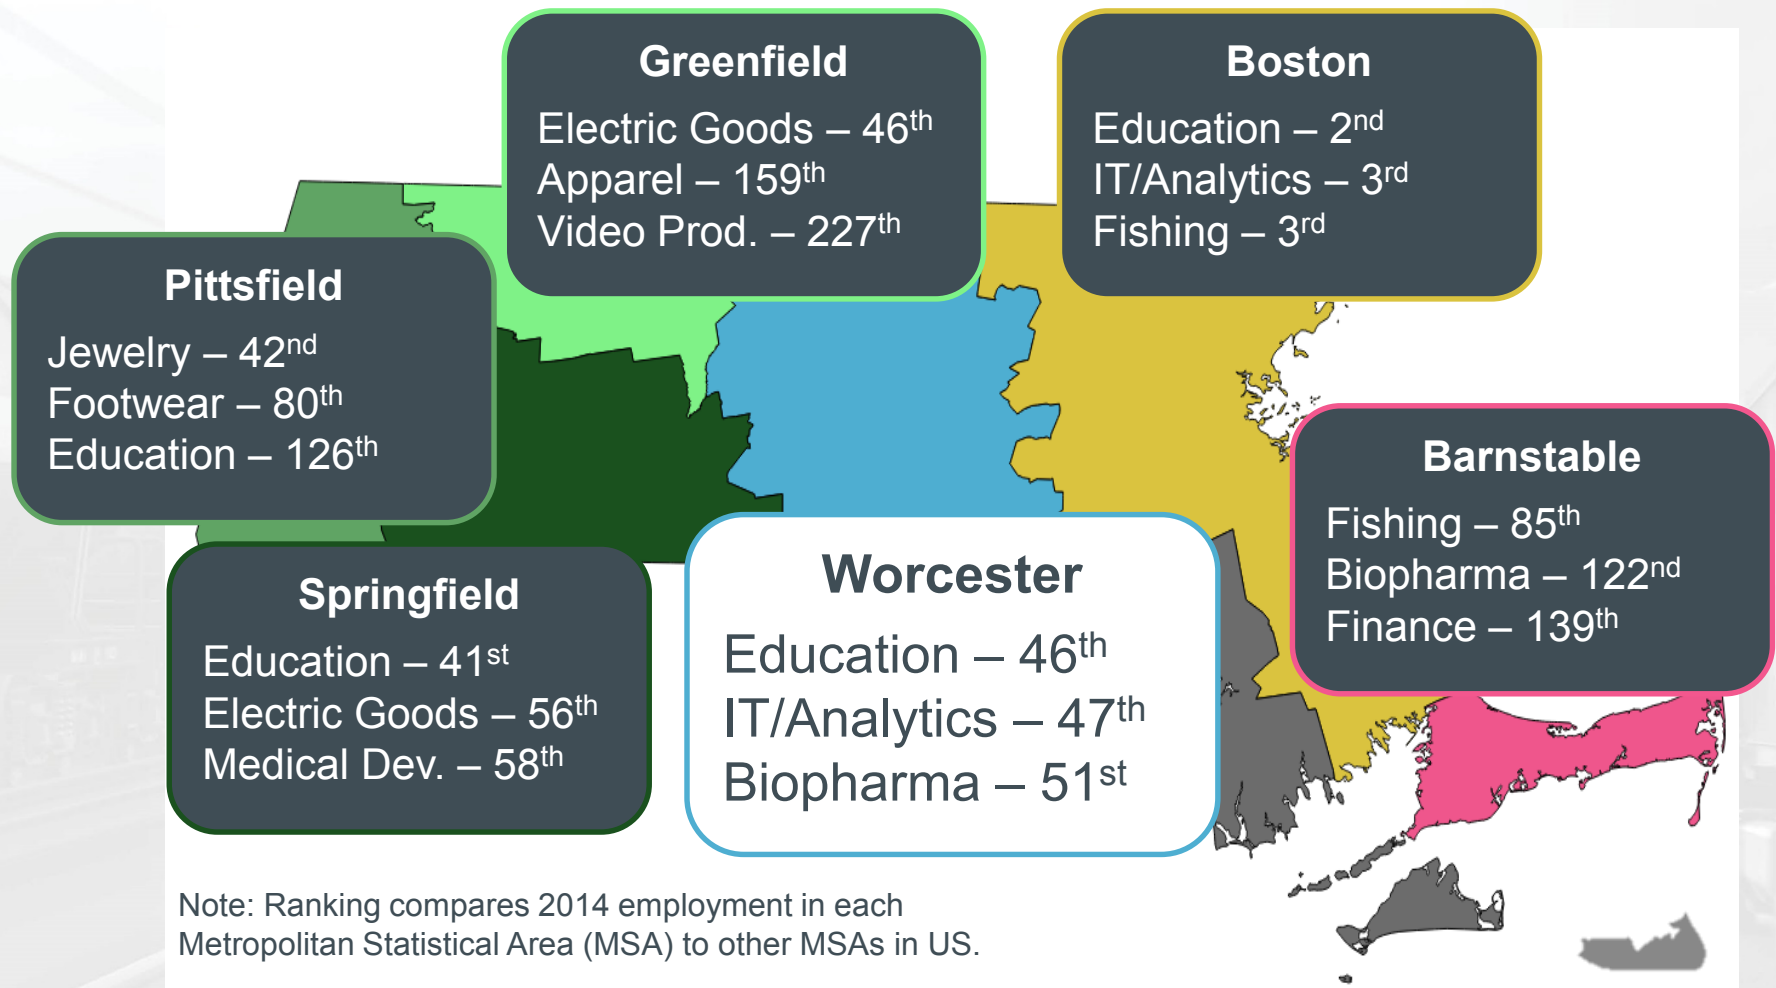 Greenfield
Electric Goods – 46th
Apparel – 159th
Video Prod. – 227th
Boston
Education – 2nd
IT/Analytics – 3rd
Fishing – 3rd
Pittsfield
Jewelry – 42nd
Footwear – 80th
Education – 126th
Barnstable
Fishing – 85th
Biopharma – 122nd
Finance – 139th
Springfield
Education – 41st
Electric Goods – 56th
Medical Dev. – 58th
Worcester
Education – 46th
IT/Analytics – 47th
Biopharma – 51st
Note: Ranking compares 2014 employment in each
Metropolitan Statistical Area (MSA) to other MSAs in US.